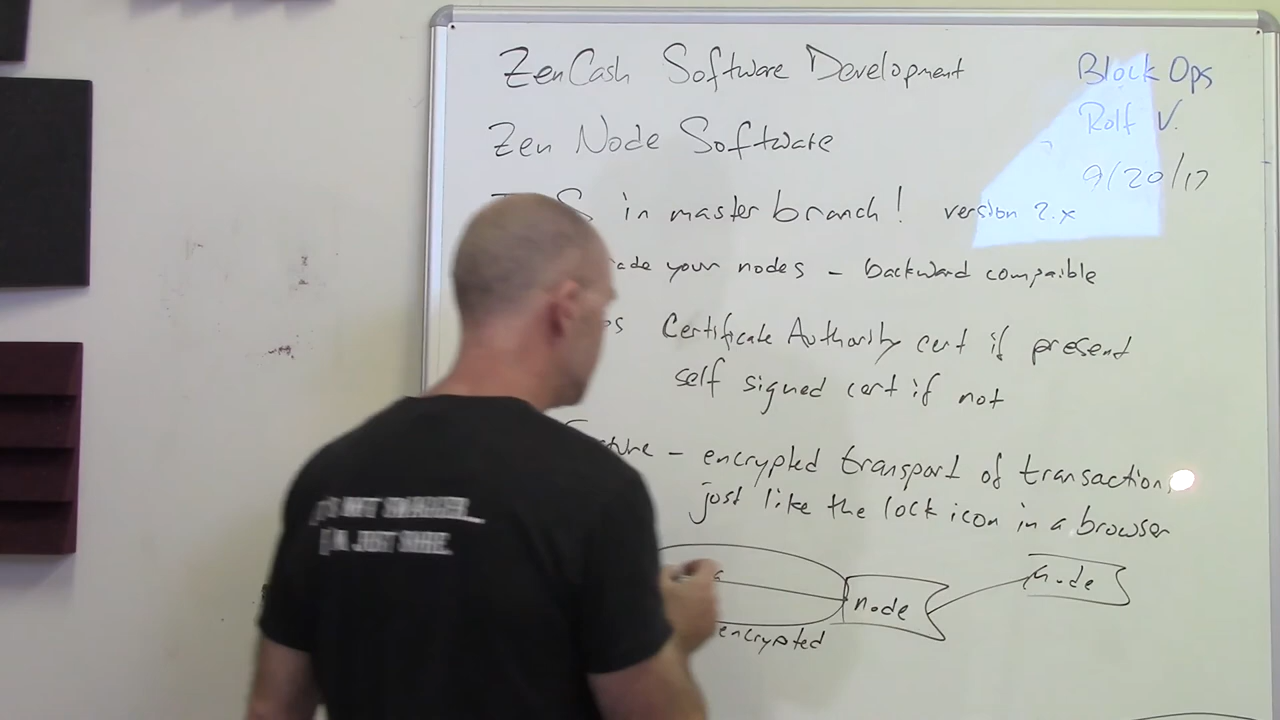 ZenCash Software Development
Block Ops
Rolf V.
9/20/17
Zen Node Software
in master branch! version 2.x
your nodes - backward compaible
Certificate Authority cert if present
self signed cert if not
- encrypted transport of transactions
just like the lock icon in a browser
node
node
encrypted